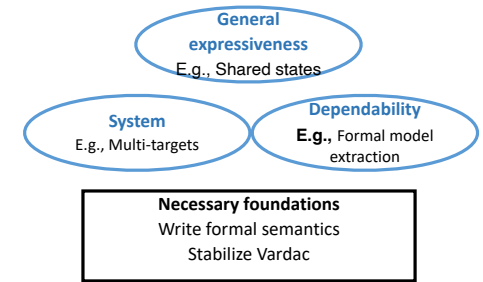 General
expressiveness
E.g., Shared states
System
E.g., Multi-targets
Dependability
E.g., Formal model
extraction
Necessary foundations
Write formal semantics
Stabilize Vardac